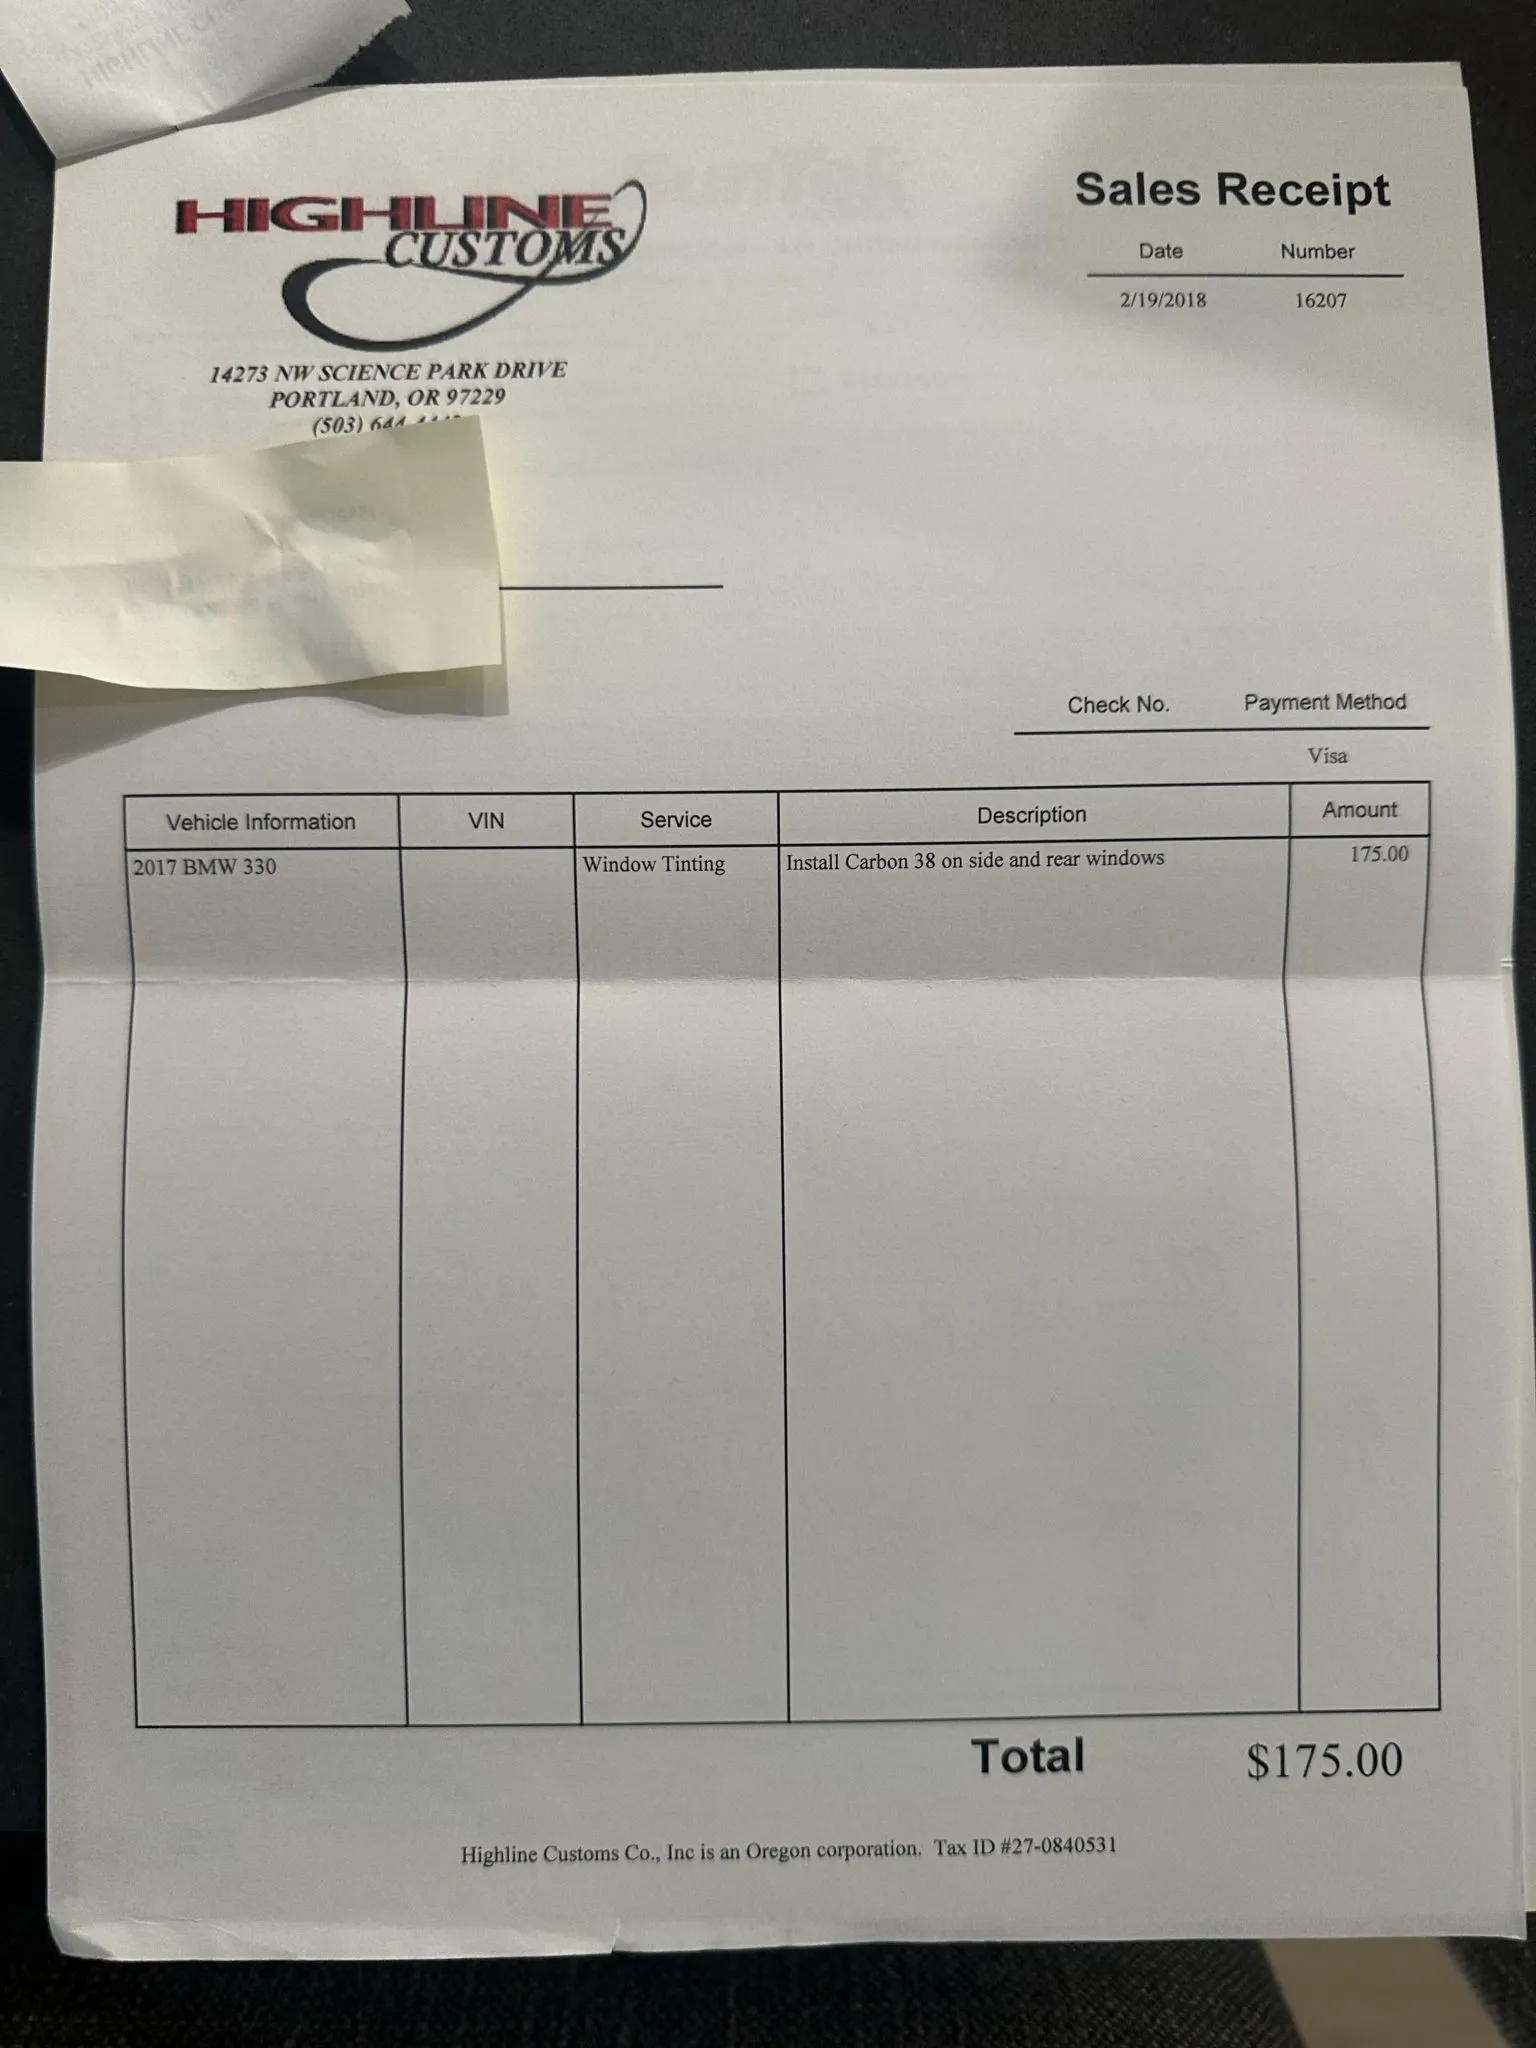 HIGHLINE
CUSTOMS
14273 NW SCIENCE PARK DRIVE
PORTLAND, OR 97229
(503) 644
Sales Receipt
Date Number
2/19/2018 16207
Check No. Payment Method
Visa
Vehicle Information VIN Service Description Amount
2017 BMW 330 Window Tinting Install Carbon 38 on side and rear windows 175.00
Total $175.00
Highline Customs Co., Inc is an Oregon corporation. Tax ID #27-0840531